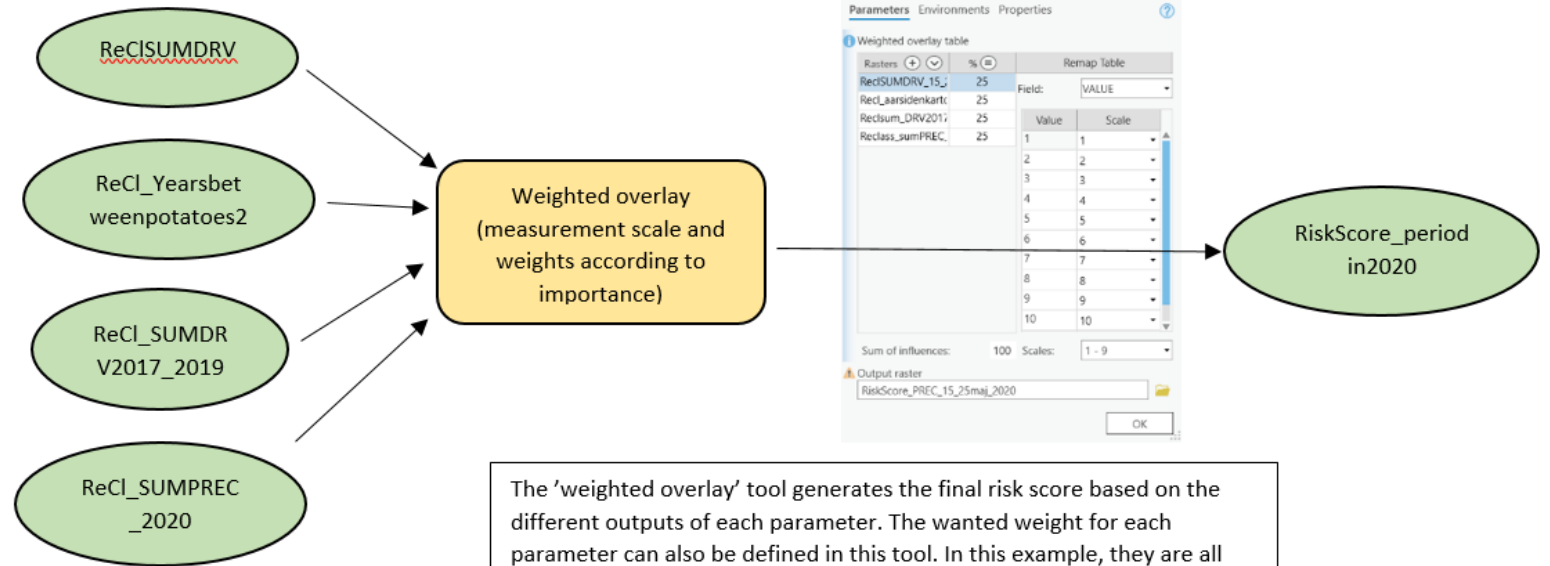 ReClSUMDRV
ReCl_Yearsbet
weenpotatoes2
ReCl_SUMDR
V2017_2019
ReCl_SUMPREC
_2020
Weighted overlay
(measurement scale and
weights according to
importance)
Parameters Environments Properties
Weighted overlay table
Rasters % Remap Table
ReclSUMDRV_15_ 25
Field: VALUE
Recl_aarsidenkarto 25
Reclsum_DRV2017 25
Value Scale
Reclass_sumPREC_ 25
1 1
2 2
3 3
4 4
5 5
6 6
7 7
8 8
9 9
10 10
Sum of influences: 100 Scales: 1 - 9
Output raster
RiskScore_PREC_15_25maj_2020
OK
RiskScore_period
in2020
The ’weighted overlay’ tool generates the final risk score based on the
different outputs of each parameter. The wanted weight for each
parameter can also be defined in this tool. In this example, they are all